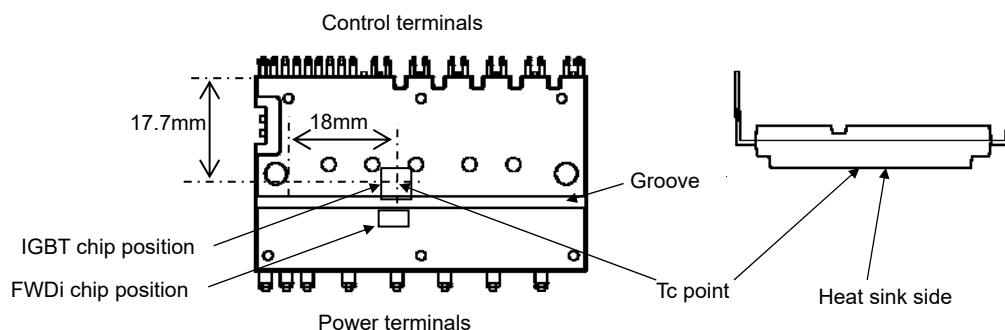 Control terminals
17.7mm
18mm
Groove
IGBT chip position
FWDi chip position
Tc point
Heat sink side
Power terminals